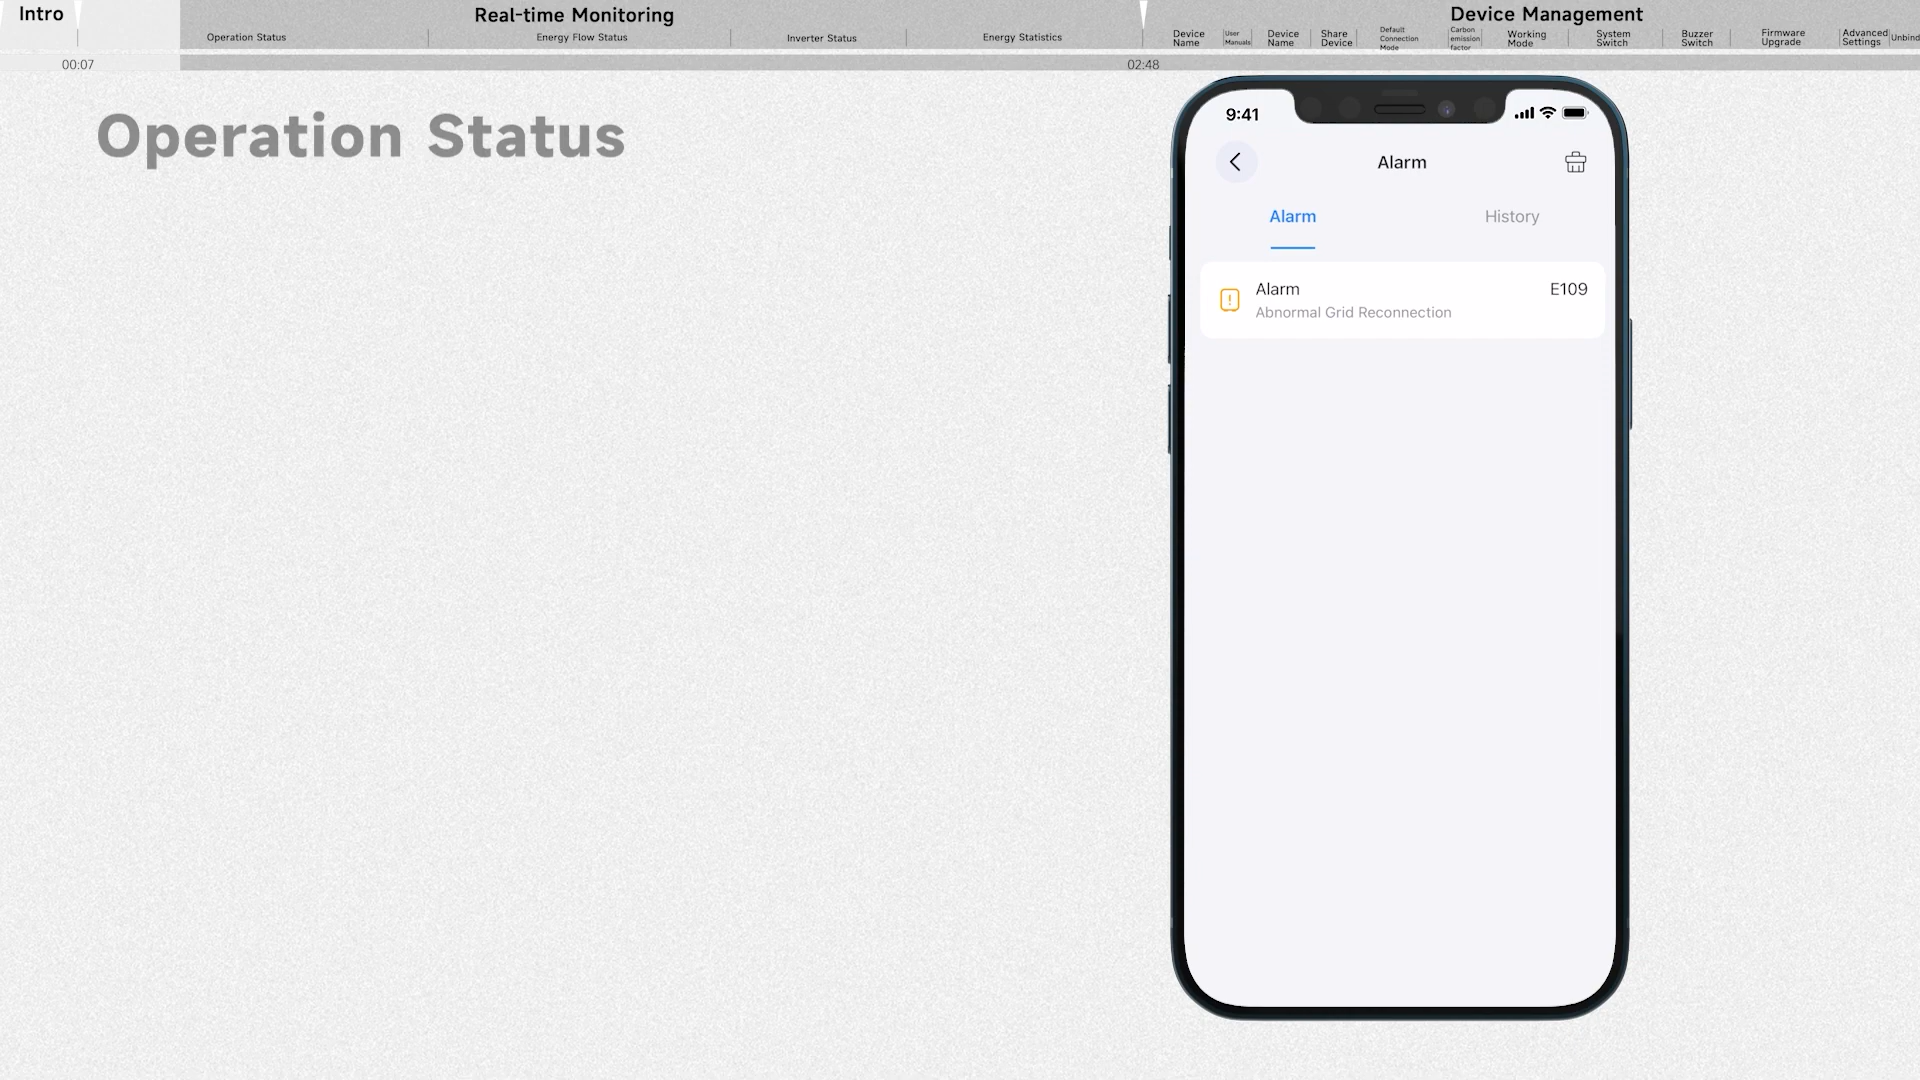 Intro
Real-time Monitoring
Device Management
Operation Status
Energy Flow Status
Inverter Status
Energy Statistics
Device
Name
User
Manuals
Device
Name
Share
Device
Default
Connection
Mode
Carbon
emission
factor
Working
Mode
System
Switch
Buzzer
Switch
Firmware
Upgrade
Advanced
Settings
Unbind
00:07
02:48
Operation Status
9:41
Alarm
Alarm
History
Alarm
E109
Abnormal Grid Reconnection